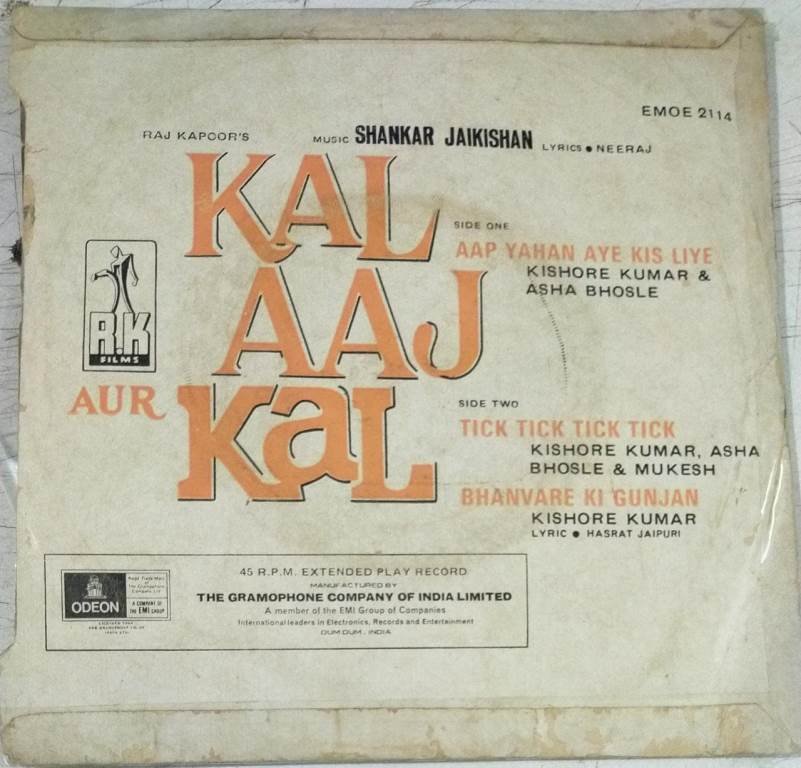 EMOE 2114
RAJ KAPOOR'S
MUSIC SHANKAR JAIKISHAN
LYRICS ● NEERAJ
KAL
AAJ
AUR
KaL
R.K
FILMS
SIDE ONE
AAP YAHAN AYE KIS LIYE
KISHORE KUMAR &
ASHA BHOSLE
SIDE TWO
TICK TICK TICK TICK
KISHORE KUMAR, ASHA
BHOSLE & MUKESH
BHANVARE KI GUNJAN
KISHORE KUMAR
LYRIC ● HASRAT JAIPURI
ODEON
A COMPANY OF
THE EMI GROUP
45 R.P.M. EXTENDED PLAY RECORD
MANUFACTURED BY
THE GRAMOPHONE COMPANY OF INDIA LIMITED
A member of the EMI Group of Companies
International leaders in Electronics, Records and Entertainment
DUM DUM, INDIA